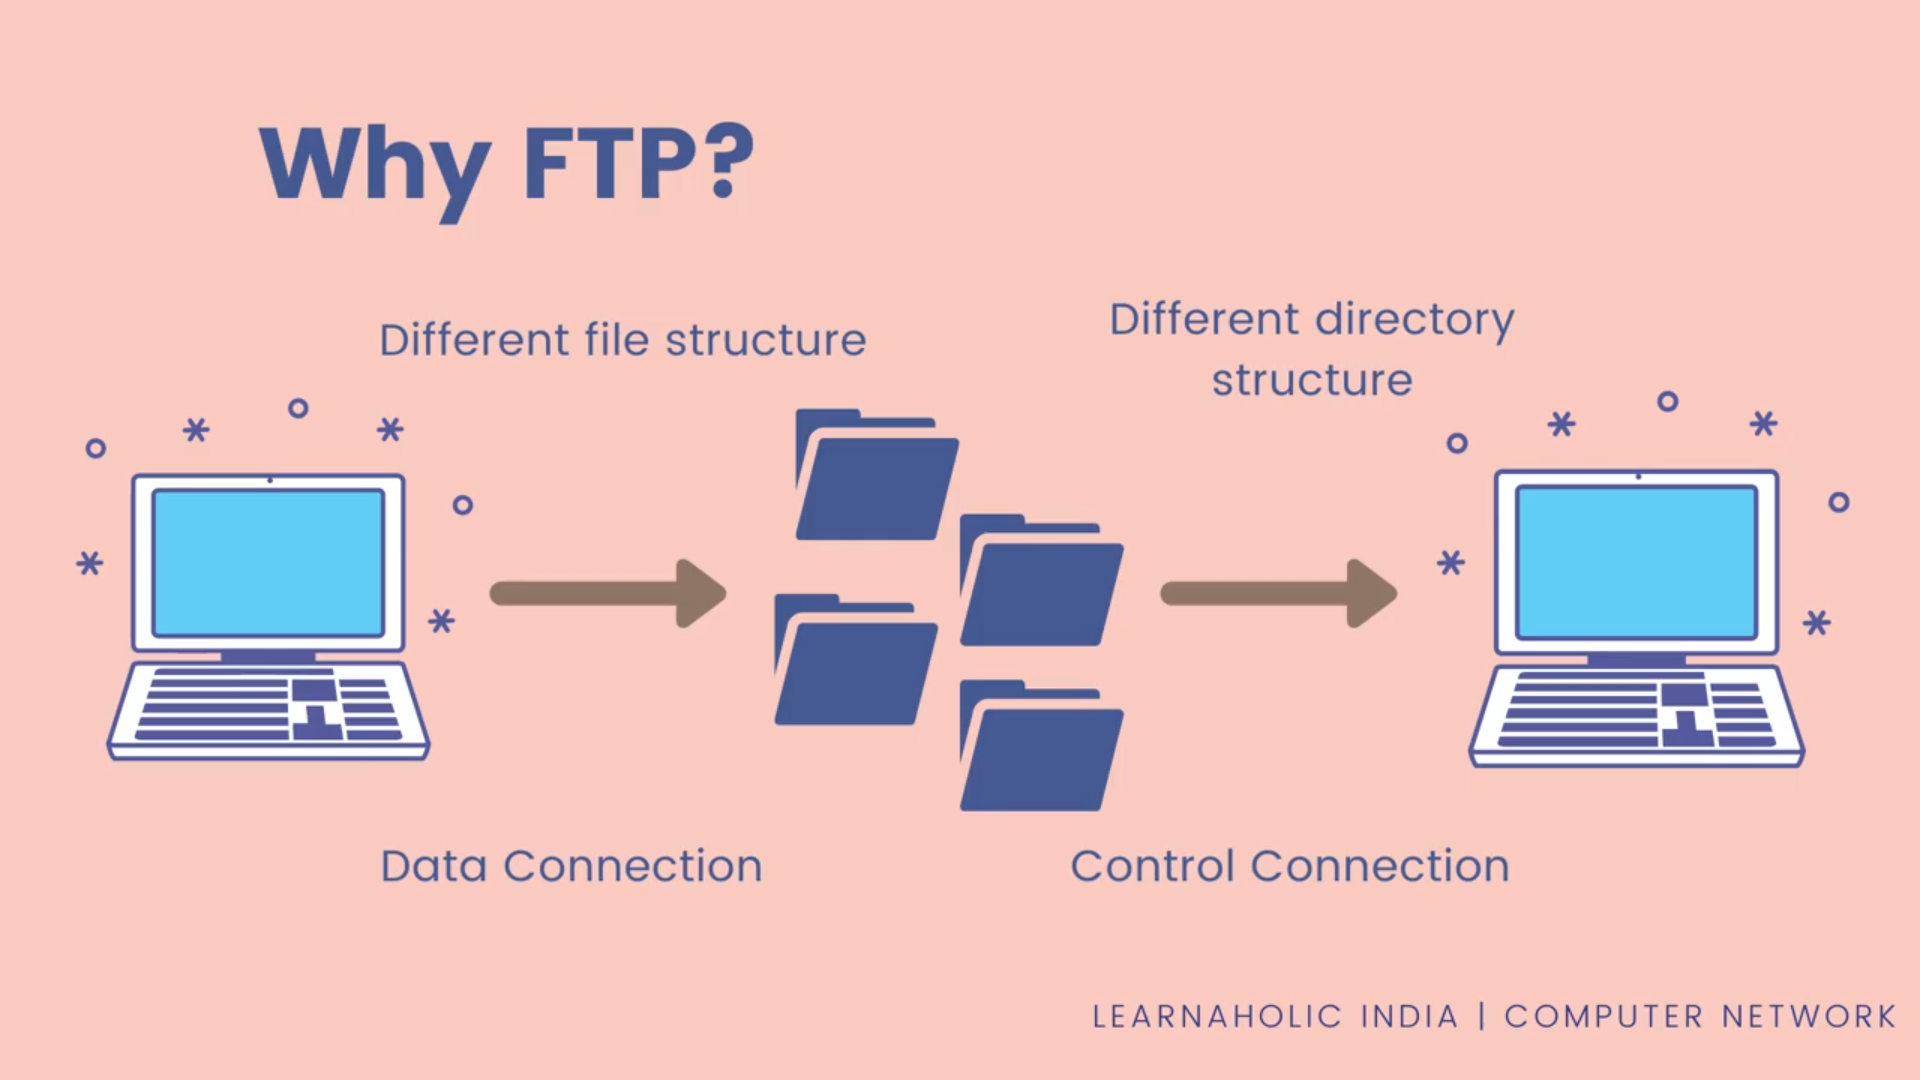 Why FTP?
Different file structure
Different directory
structure
Data Connection
Control Connection
LEARNAHOLIC INDIA | COMPUTER NETWORK